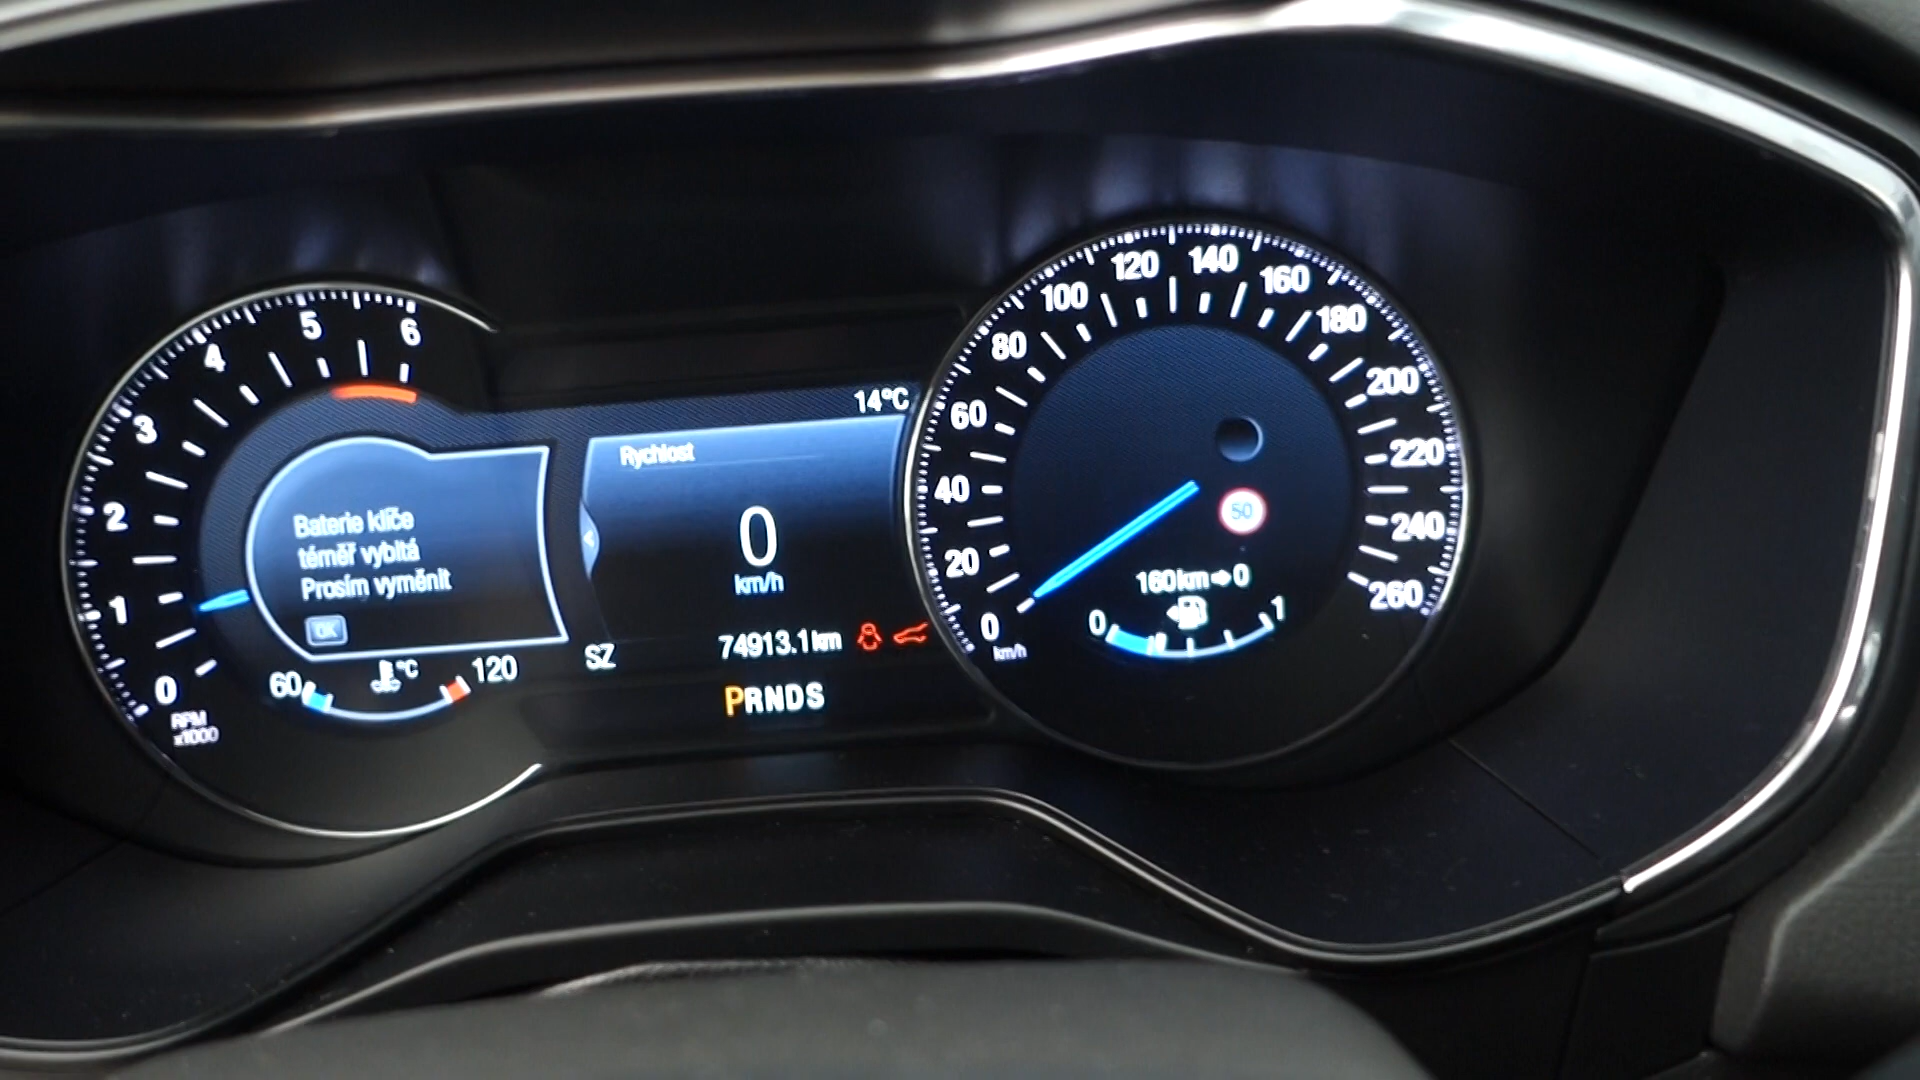 0
1
2
3
4
5
6
RPM
x1000
Baterie klíče
téměř vybitá
Prosím vyměnit
OK
60
°C
120
14°C
Rychlost
0
km/h
SZ
74913.1 km
PRNDS
0
20
40
60
80
100
120
140
160
180
200
220
240
260
km/h
50
160km→0
0
1